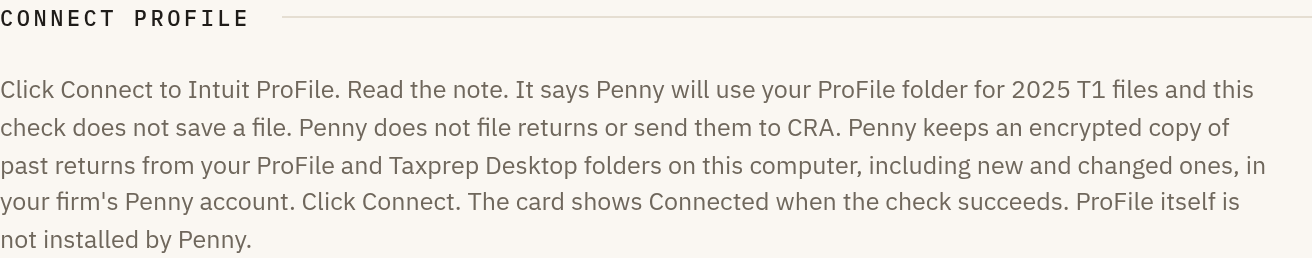 CONNECT PROFILE
Click Connect to Intuit ProFile. Read the note. It says Penny will use your ProFile folder for 2025 T1 files and this
check does not save a file. Penny does not file returns or send them to CRA. Penny keeps an encrypted copy of
past returns from your ProFile and Taxprep Desktop folders on this computer, including new and changed ones, in
your firm's Penny account. Click Connect. The card shows Connected when the check succeeds. ProFile itself is
not installed by Penny.